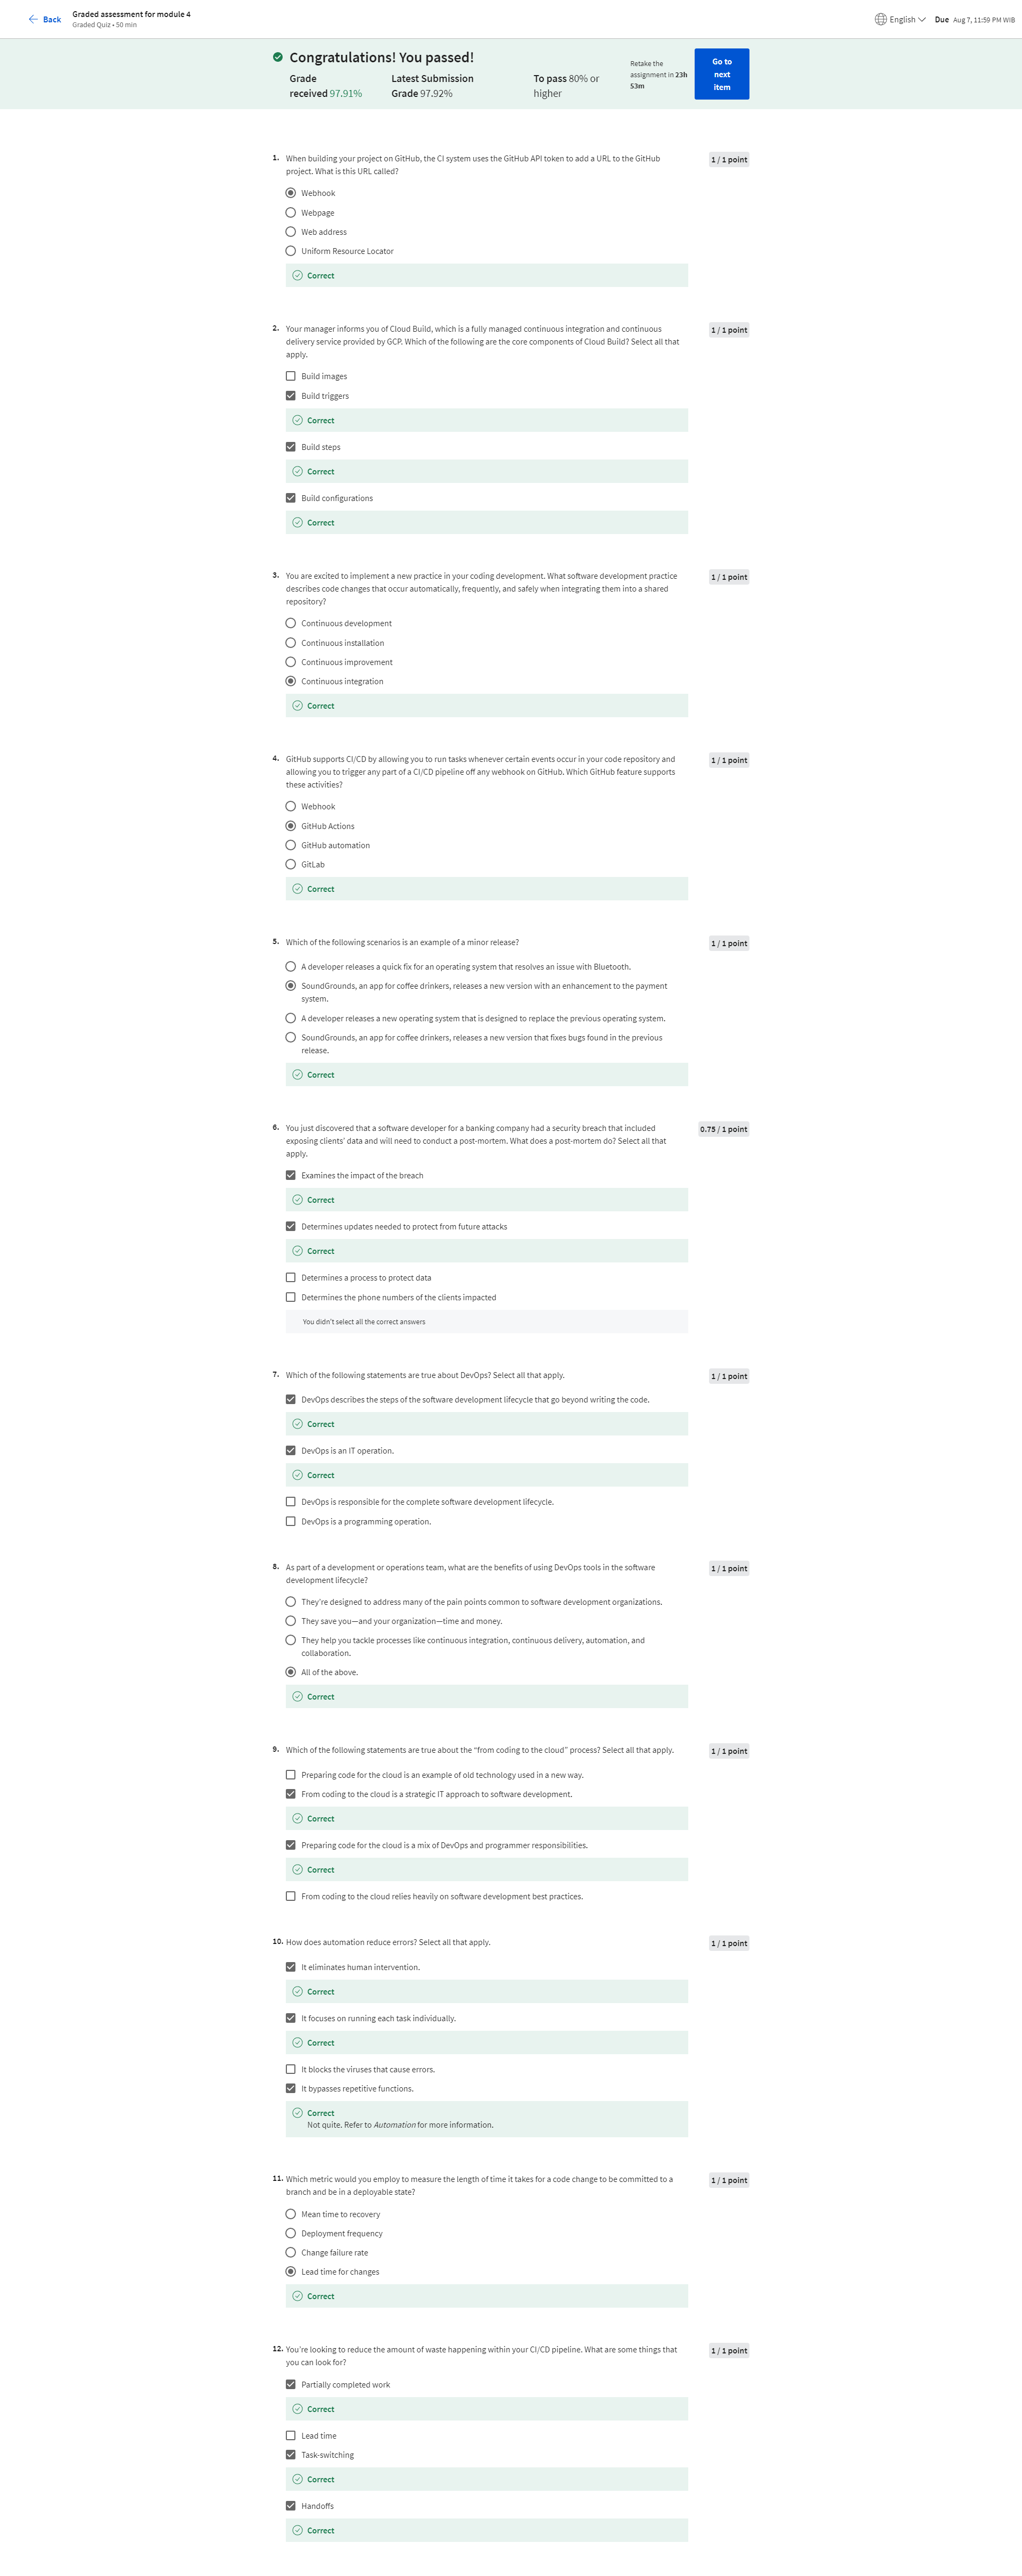 Back
Graded assessment for module 4
Graded Quiz • 50 min
English
Due Aug 7, 11:59 PM WIB
Congratulations! You passed!
Grade
received 97.91%
Latest Submission
Grade 97.92%
To pass 80% or
higher
Retake the
assignment in 23h
53m
Go to
next
item
1. When building your project on GitHub, the CI system uses the GitHub API token to add a URL to the GitHub
project. What is this URL called?
1 / 1 point
Webhook
Webpage
Web address
Uniform Resource Locator
Correct
2. Your manager informs you of Cloud Build, which is a fully managed continuous integration and continuous
delivery service provided by GCP. Which of the following are the core components of Cloud Build? Select all that
apply.
1 / 1 point
Build images
Build triggers
Correct
Build steps
Correct
Build configurations
Correct
3. You are excited to implement a new practice in your coding development. What software development practice
describes code changes that occur automatically, frequently, and safely when integrating them into a shared
repository?
1 / 1 point
Continuous development
Continuous installation
Continuous improvement
Continuous integration
Correct
4. GitHub supports CI/CD by allowing you to run tasks whenever certain events occur in your code repository and
allowing you to trigger any part of a CI/CD pipeline off any webhook on GitHub. Which GitHub feature supports
these activities?
1 / 1 point
Webhook
GitHub Actions
GitHub automation
GitLab
Correct
5. Which of the following scenarios is an example of a minor release?
1 / 1 point
A developer releases a quick fix for an operating system that resolves an issue with Bluetooth.
SoundGrounds, an app for coffee drinkers, releases a new version with an enhancement to the payment
system.
A developer releases a new operating system that is designed to replace the previous operating system.
SoundGrounds, an app for coffee drinkers, releases a new version that fixes bugs found in the previous
release.
Correct
6. You just discovered that a software developer for a banking company had a security breach that included
exposing clients' data and will need to conduct a post-mortem. What does a post-mortem do? Select all that
apply.
0.75 / 1 point
Examines the impact of the breach
Correct
Determines updates needed to protect from future attacks
Correct
Determines a process to protect data
Determines the phone numbers of the clients impacted
You didn't select all the correct answers
7. Which of the following statements are true about DevOps? Select all that apply.
1 / 1 point
DevOps describes the steps of the software development lifecycle that go beyond writing the code.
Correct
DevOps is an IT operation.
Correct
DevOps is responsible for the complete software development lifecycle.
DevOps is a programming operation.
8. As part of a development or operations team, what are the benefits of using DevOps tools in the software
development lifecycle?
1 / 1 point
They're designed to address many of the pain points common to software development organizations.
They save you—and your organization—time and money.
They help you tackle processes like continuous integration, continuous delivery, automation, and
collaboration.
All of the above.
Correct
9. Which of the following statements are true about the “from coding to the cloud” process? Select all that apply.
1 / 1 point
Preparing code for the cloud is an example of old technology used in a new way.
From coding to the cloud is a strategic IT approach to software development.
Correct
Preparing code for the cloud is a mix of DevOps and programmer responsibilities.
Correct
From coding to the cloud relies heavily on software development best practices.
10. How does automation reduce errors? Select all that apply.
1 / 1 point
It eliminates human intervention.
Correct
It focuses on running each task individually.
Correct
It blocks the viruses that cause errors.
It bypasses repetitive functions.
Correct
Not quite. Refer to Automation for more information.
11. Which metric would you employ to measure the length of time it takes for a code change to be committed to a
branch and be in a deployable state?
1 / 1 point
Mean time to recovery
Deployment frequency
Change failure rate
Lead time for changes
Correct
12. You're looking to reduce the amount of waste happening within your CI/CD pipeline. What are some things that
you can look for?
1 / 1 point
Partially completed work
Correct
Lead time
Task-switching
Correct
Handoffs
Correct